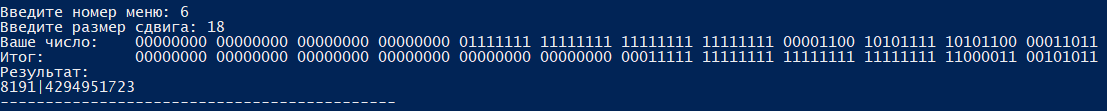 Введите номер меню: 6
Введите размер сдвига: 18
Ваше число:    00000000 00000000 00000000 00000000 01111111 11111111 11111111 11111111 00001100 10101111 10101100 00011011
Итог:          00000000 00000000 00000000 00000000 00000000 00000000 00011111 11111111 11111111 11111111 11000011 00101011
Результат:
8191|4294951723
--------------------------------------------